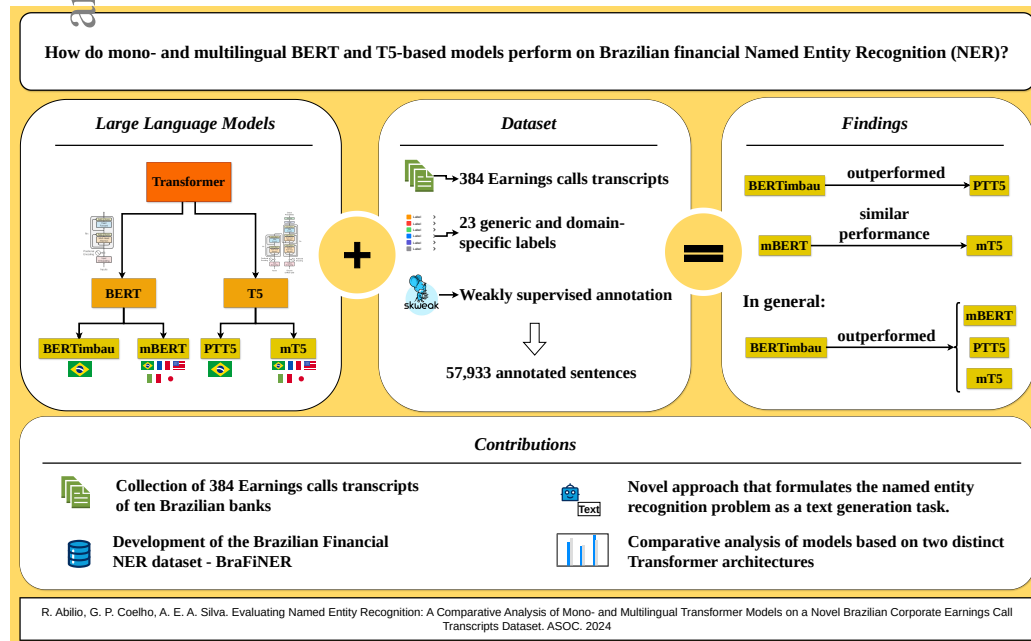 How do mono- and multilingual BERT and T5-based models perform on Brazilian financial Named Entity Recognition (NER)?
Large Language Models
Transformer
BERT
T5
BERTimbau
mBERT
PTT5
mT5
+
Dataset
384 Earnings calls transcripts
23 generic and domain-
specific labels
skweak
Weakly supervised annotation
57,933 annotated sentences
=
Findings
BERTimbau
outperformed
PTT5
mBERT
similar
performance
mT5
In general:
BERTimbau
outperformed
mBERT
PTT5
mT5
Contributions
Collection of 384 Earnings calls transcripts
of ten Brazilian banks
Development of the Brazilian Financial
NER dataset - BraFiNER
Text
Novel approach that formulates the named entity
recognition problem as a text generation task.
Comparative analysis of models based on two distinct
Transformer architectures
R. Abilio, G. P. Coelho, A. E. A. Silva. Evaluating Named Entity Recognition: A Comparative Analysis of Mono- and Multilingual Transformer Models on a Novel Brazilian Corporate Earnings Call
Transcripts Dataset. ASOC. 2024